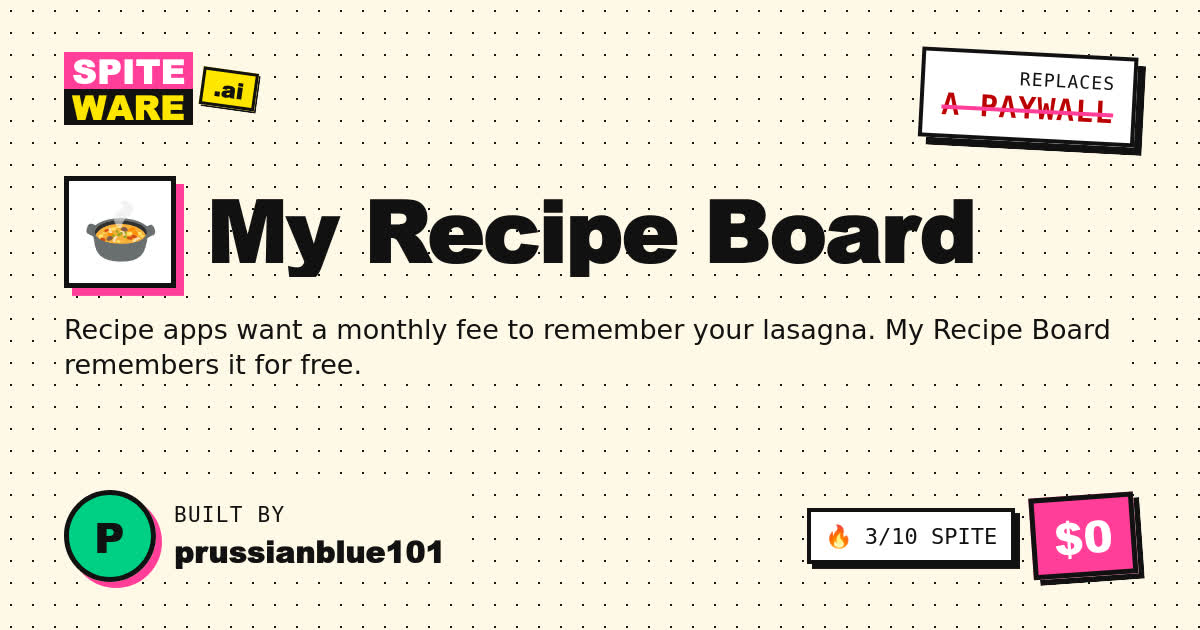 SPITE
WARE
.ai
REPLACES
A PAYWALL
My Recipe Board
Recipe apps want a monthly fee to remember your lasagna. My Recipe Board
remembers it for free.
P
BUILT BY
prussianblue101
🔥 3/10 SPITE
$0